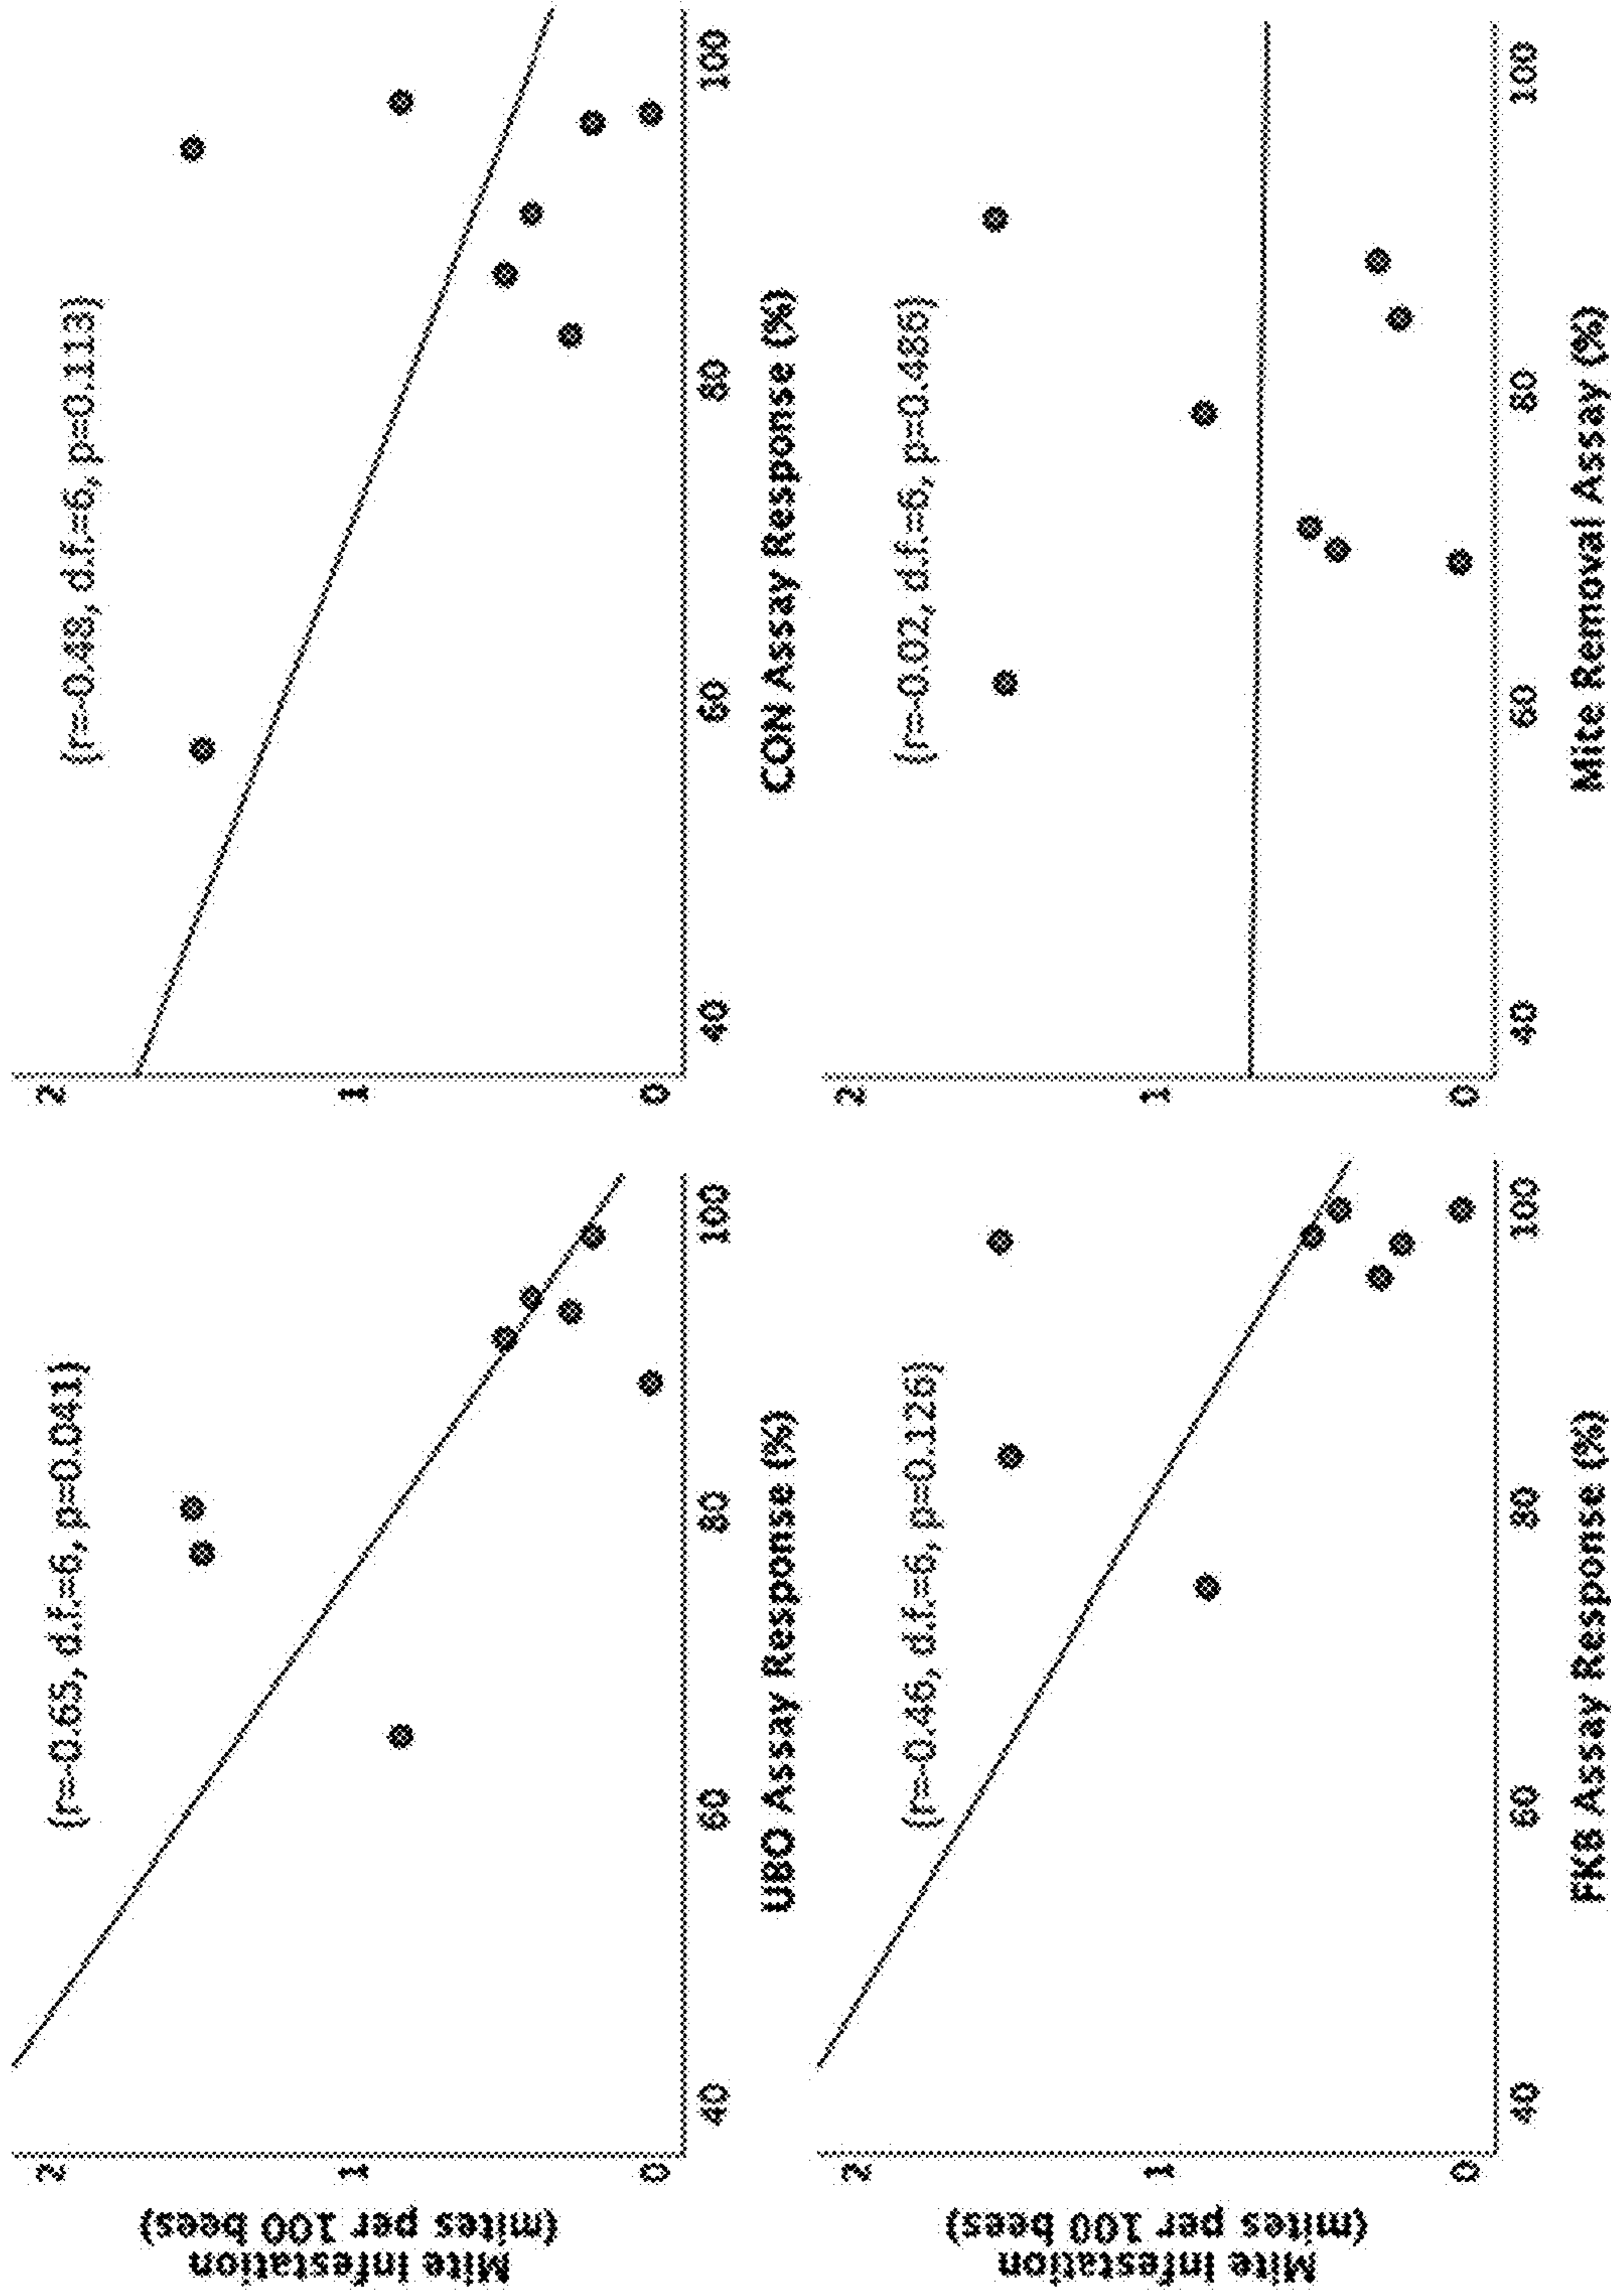 Mite Infestation
(mites per 100 bees)
2
1
0
(r=-0.65, d.f.=6, p=0.041)
40 60 80 100
UBO Assay Response (%)
2
1
0
(r=-0.48, d.f.=6, p=0.113)
40 60 80 100
CON Assay Response (%)
Mite Infestation
(mites per 100 bees)
2
1
0
(r=-0.46, d.f.=6, p=0.126)
40 60 80 100
FKB Assay Response (%)
2
1
0
(r=-0.02, d.f.=6, p=0.486)
40 60 80 100
Mite Removal Assay (%)